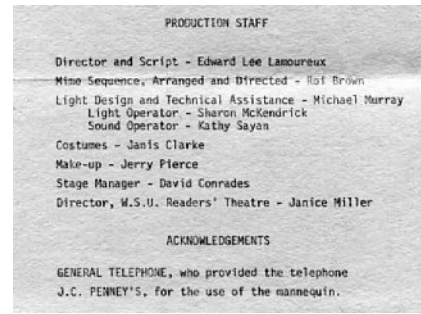 PRODUCTION STAFF
Director and Script - Edward Lee Lamoureux
Mime Sequence, Arranged and Directed - Roi Brown
Light Design and Technical Assistance - Michael Murray
Light Operator - Sharon McKendrick
Sound Operator - Kathy Sayan
Costumes - Janis Clarke
Make-up - Jerry Pierce
Stage Manager - David Conrades
Director, W.S.U. Readers' Theatre - Janice Miller
ACKNOWLEDGEMENTS
GENERAL TELEPHONE, who provided the telephone
J.C. PENNEY'S, for the use of the mannequin.